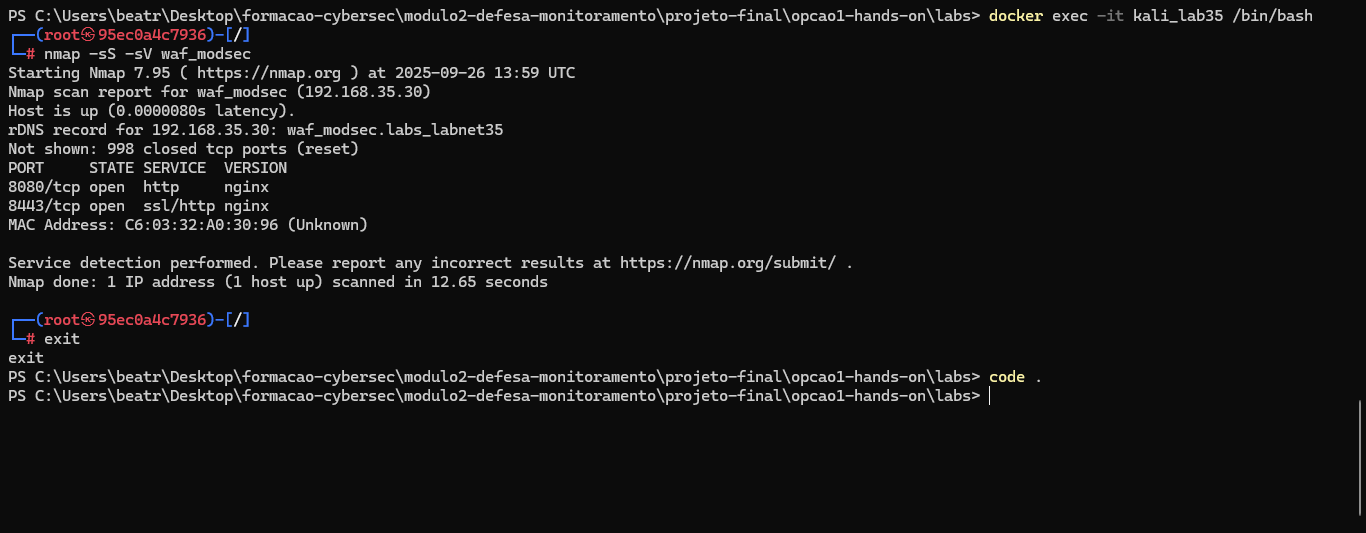 PS C:\Users\beatr\Desktop\formacao-cybersec\modulo2-defesa-monitoramento\projeto-final\opcao1-hands-on\labs> docker exec -it kali_lab35 /bin/bash
┌──(root㉿95ec0a4c7936)-[/]
└─# nmap -sS -sV waf_modsec
Starting Nmap 7.95 ( https://nmap.org ) at 2025-09-26 13:59 UTC
Nmap scan report for waf_modsec (192.168.35.30)
Host is up (0.0000080s latency).
rDNS record for 192.168.35.30: waf_modsec.labs_labnet35
Not shown: 998 closed tcp ports (reset)
PORT     STATE SERVICE  VERSION
8080/tcp open  http     nginx
8443/tcp open  ssl/http nginx
MAC Address: C6:03:32:A0:30:96 (Unknown)

Service detection performed. Please report any incorrect results at https://nmap.org/submit/ .
Nmap done: 1 IP address (1 host up) scanned in 12.65 seconds

┌──(root㉿95ec0a4c7936)-[/]
└─# exit
exit
PS C:\Users\beatr\Desktop\formacao-cybersec\modulo2-defesa-monitoramento\projeto-final\opcao1-hands-on\labs> code .
PS C:\Users\beatr\Desktop\formacao-cybersec\modulo2-defesa-monitoramento\projeto-final\opcao1-hands-on\labs>